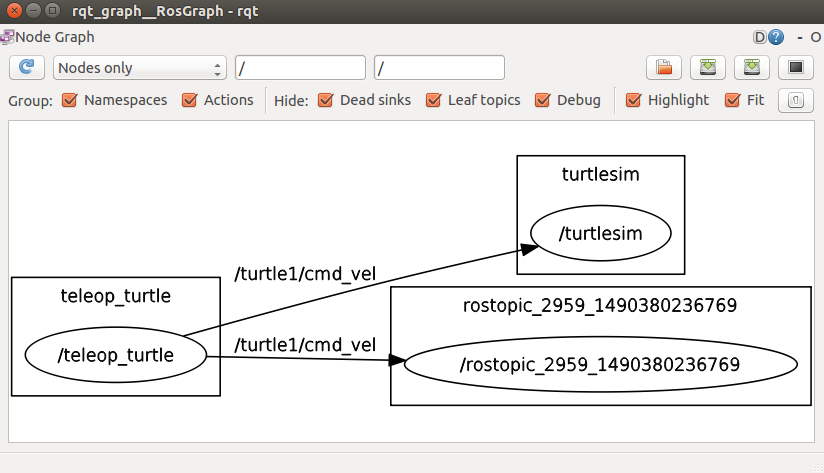 rqt_graph__RosGraph - rqt
Node Graph
D ? - O
Nodes only / /
Group: Namespaces Actions Hide: Dead sinks Leaf topics Debug Highlight Fit
turtlesim
/turtlesim
/turtle1/cmd_vel
teleop_turtle
/teleop_turtle
/turtle1/cmd_vel
rostopic_2959_1490380236769
/rostopic_2959_1490380236769